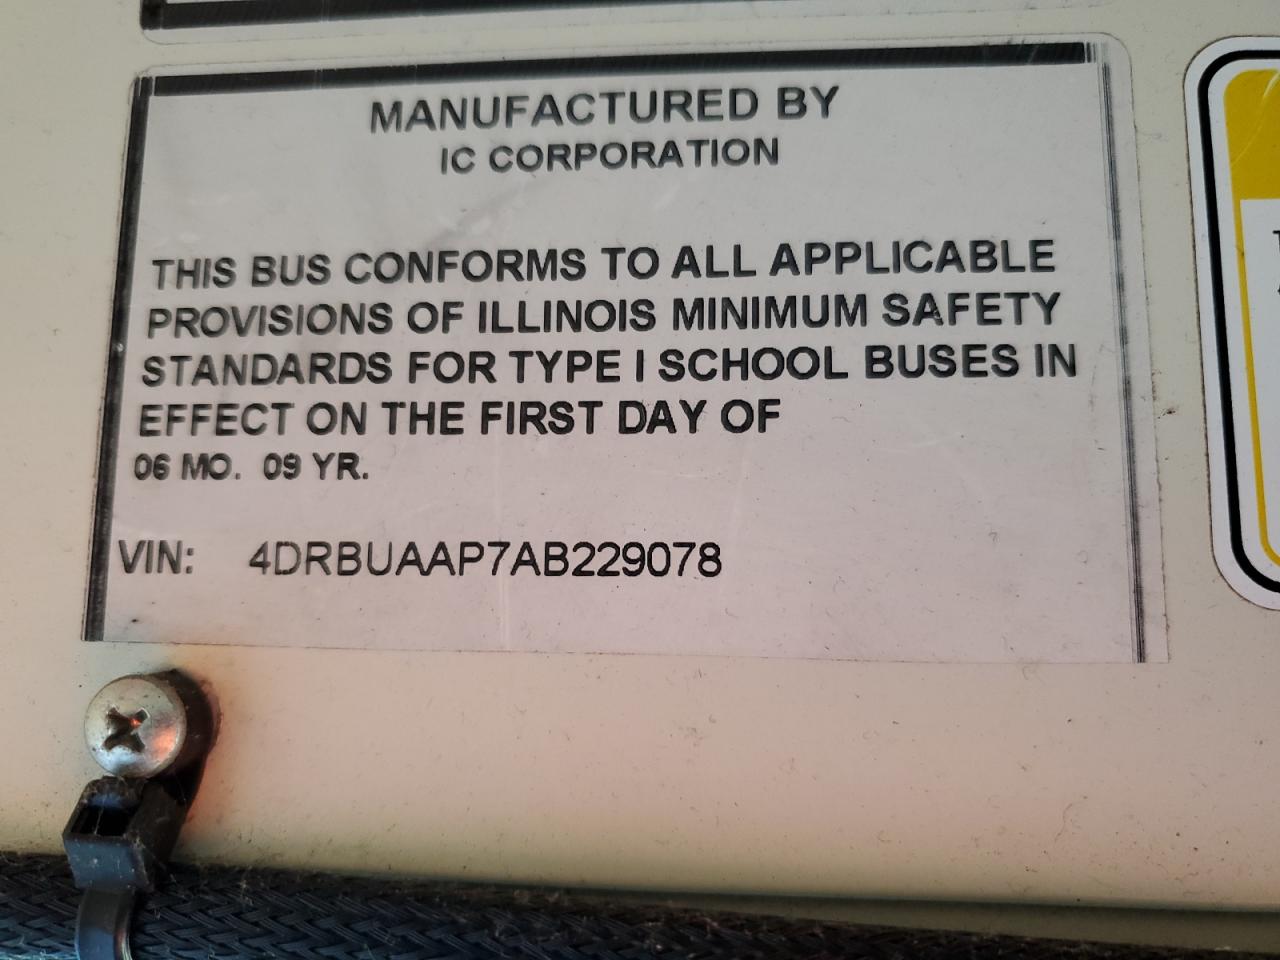 MANUFACTURED BY
IC CORPORATION
THIS BUS CONFORMS TO ALL APPLICABLE
PROVISIONS OF ILLINOIS MINIMUM SAFETY
STANDARDS FOR TYPE I SCHOOL BUSES IN
EFFECT ON THE FIRST DAY OF
06 MO. 09 YR.
VIN: 4DRBUAAP7AB229078